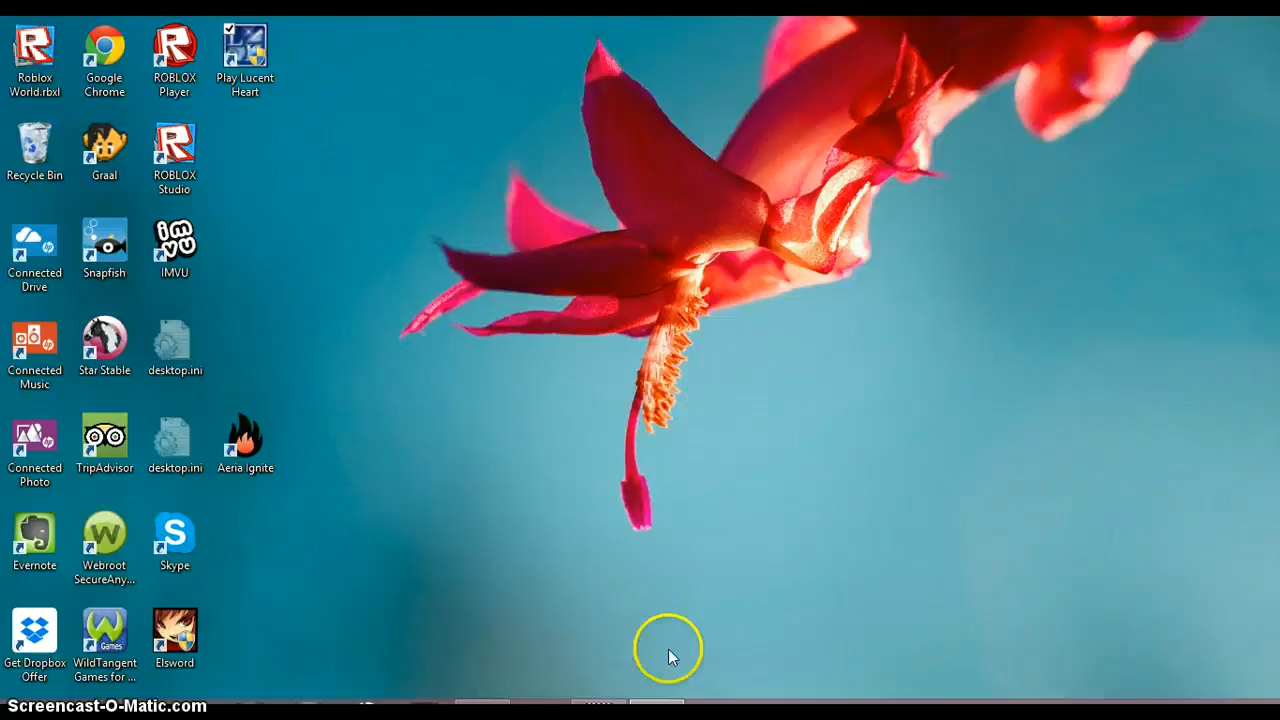 Roblox
World.rbxl
Google
Chrome
ROBLOX
Player
Play Lucent
Heart
Recycle Bin
Graal
ROBLOX
Studio
Connected
Drive
Snapfish
IMVU
Connected
Music
Star Stable
desktop.ini
Connected
Photo
TripAdvisor
desktop.ini
Aeria Ignite
Evernote
Webroot
SecureAny...
Skype
Get Dropbox
Offer
WildTangent
Games for ...
Elsword
Screencast-O-Matic.com